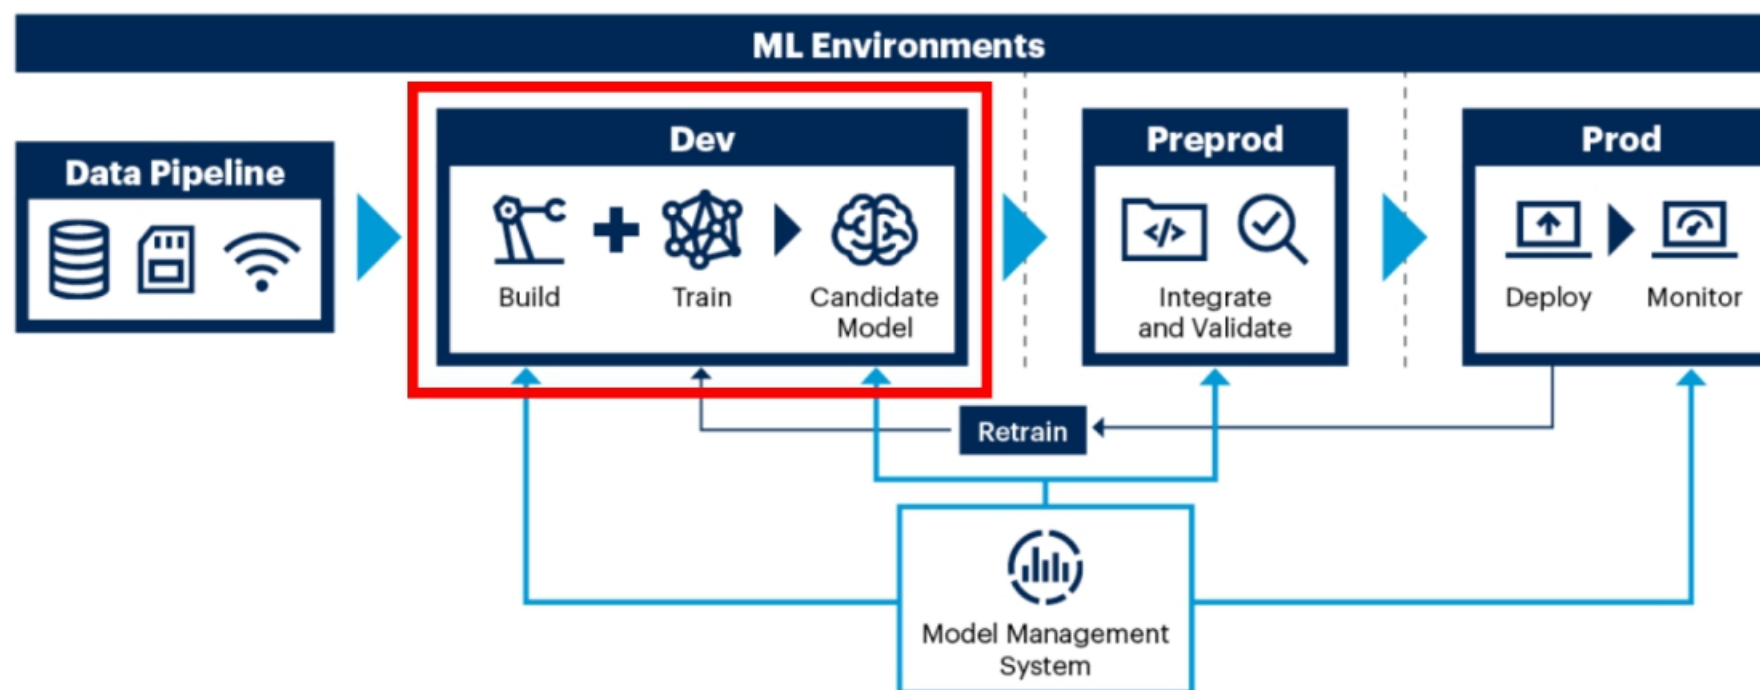 ML Environments
Data Pipeline
Dev
Build
Train
Candidate
Model
Preprod
</>
Integrate
and Validate
Prod
Deploy
Monitor
Retrain
Model Management
System